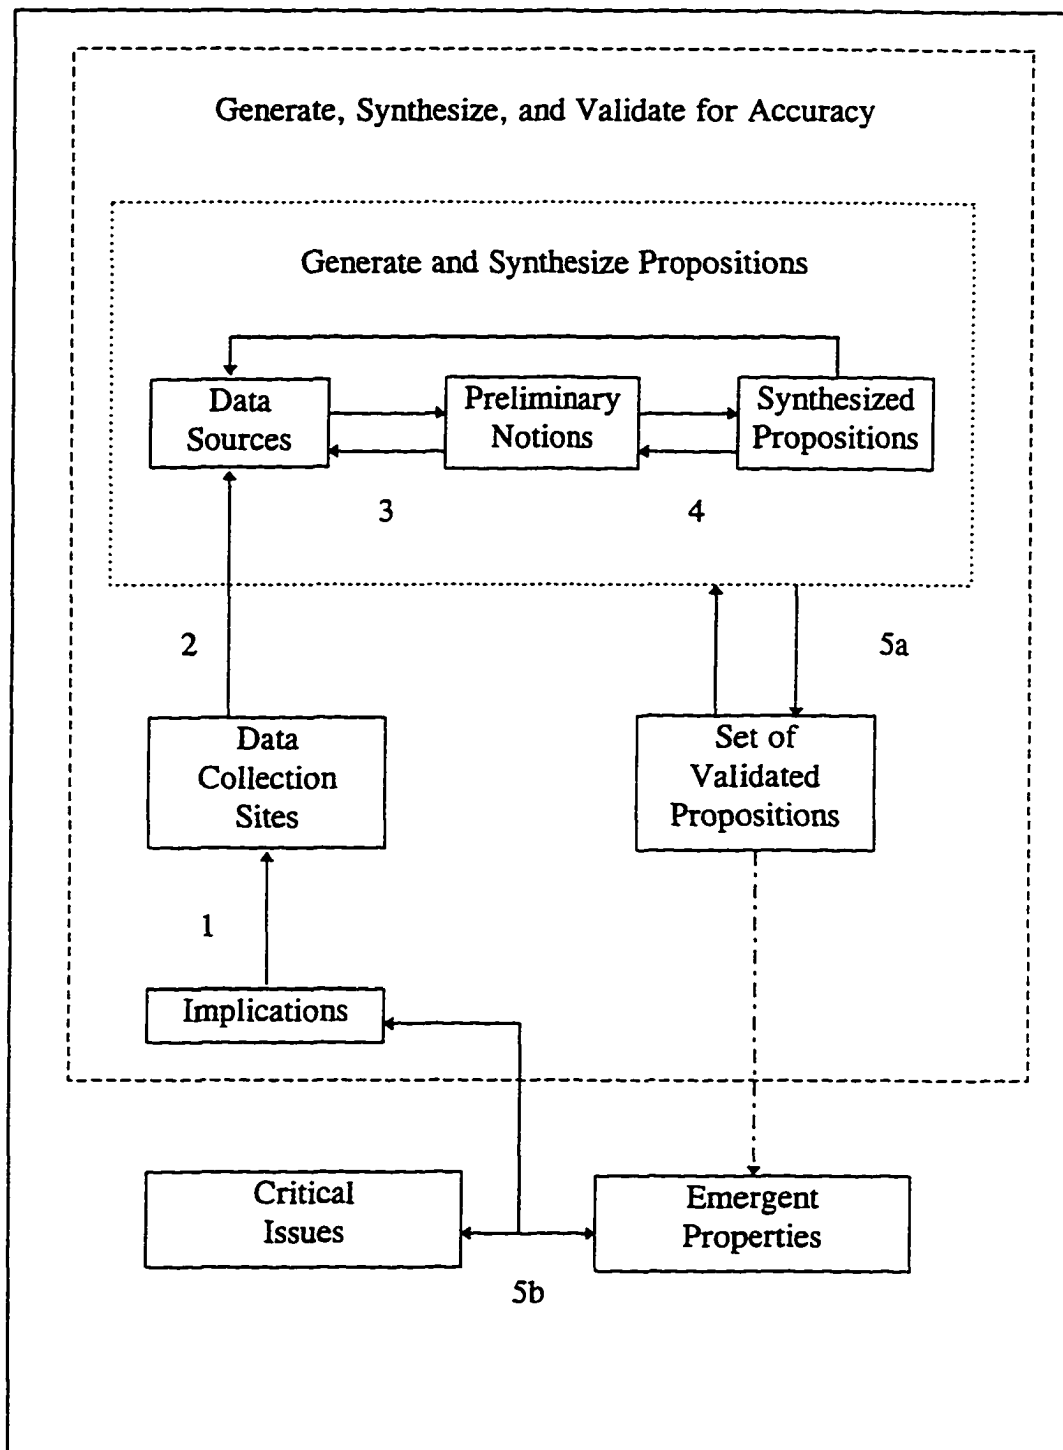 Generate, Synthesize, and Validate for Accuracy
Generate and Synthesize Propositions
Data
Sources
Preliminary
Notions
Synthesized
Propositions
3
4
2
5a
Data
Collection
Sites
Set of
Validated
Propositions
1
Implications
Critical
Issues
Emergent
Properties
5b